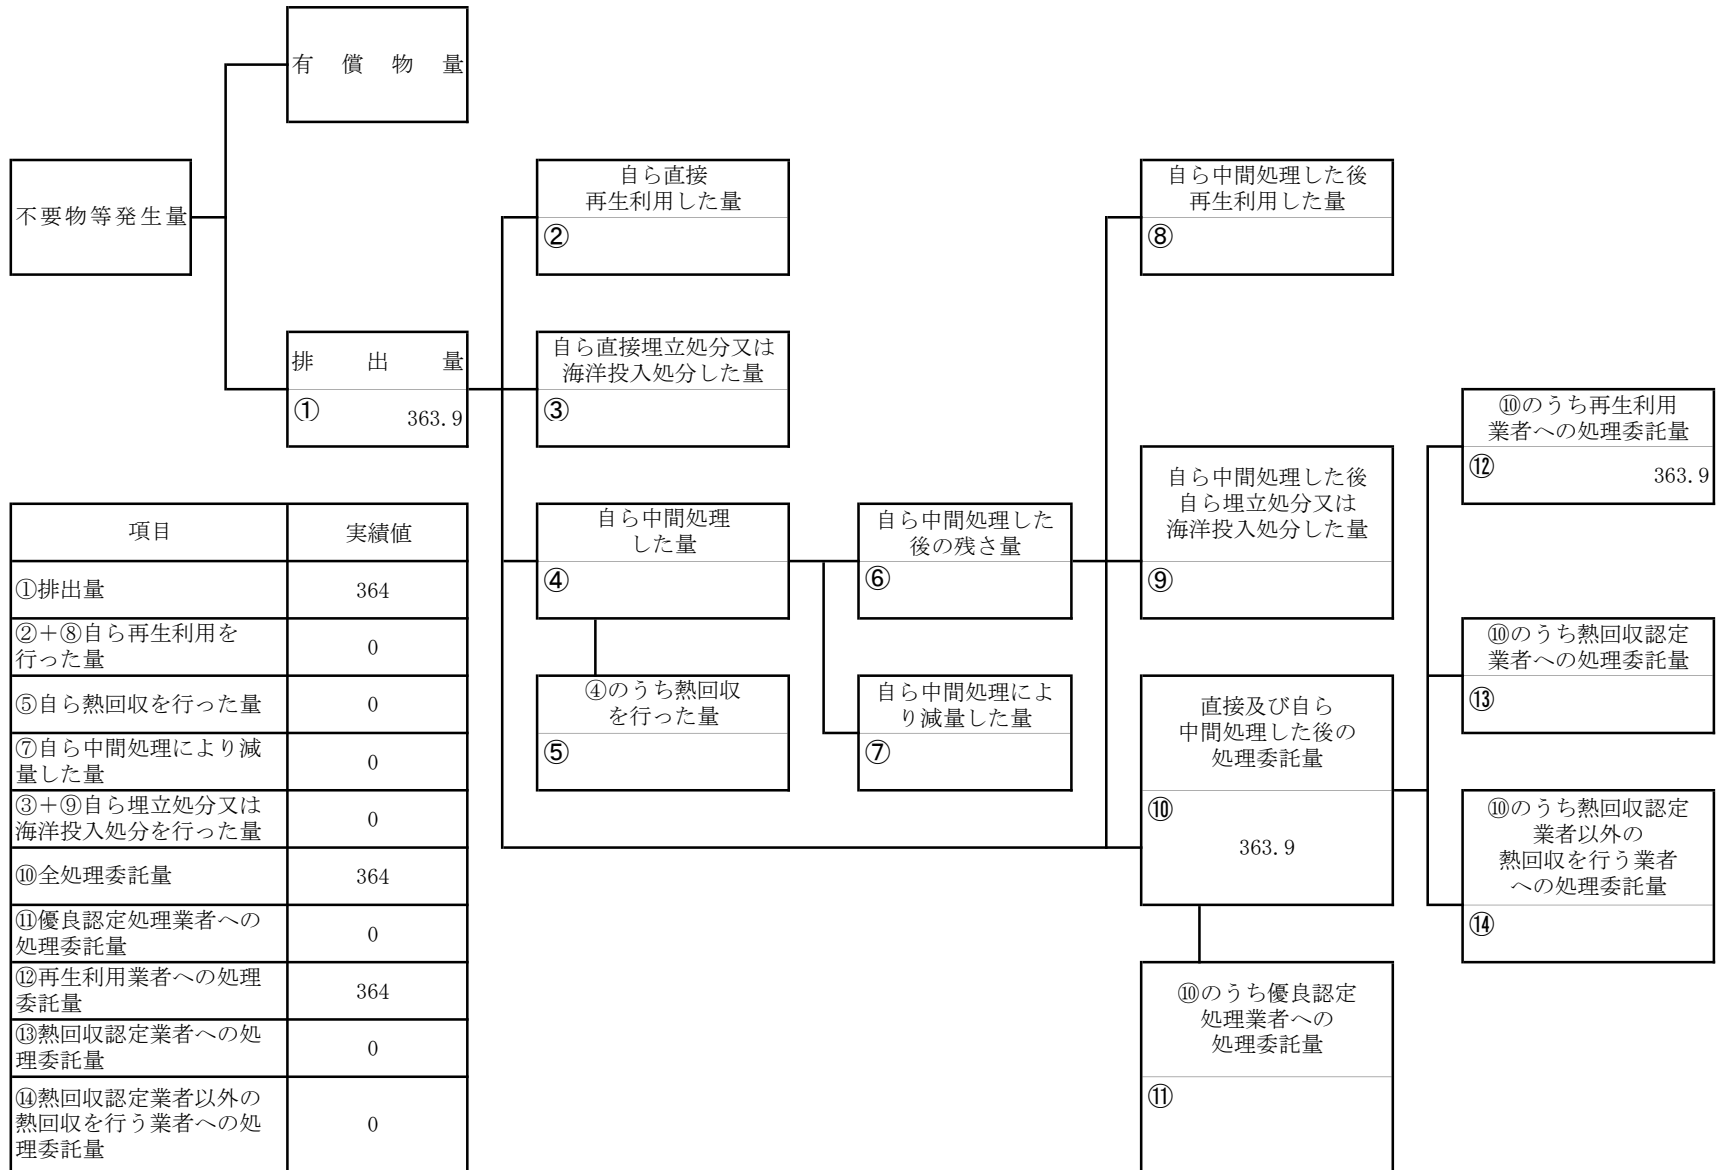 有償物量
不要物等発生量
排出量
①
363.9
自ら直接
再生利用した量
②
自ら直接埋立処分又は
海洋投入処分した量
③
自ら中間処理
した量
④
④のうち熱回収
を行った量
⑤
自ら中間処理した
後の残さ量
⑥
自ら中間処理によ
り減量した量
⑦
自ら中間処理した後
再生利用した量
⑧
自ら中間処理した後
自ら埋立処分又は
海洋投入処分した量
⑨
直接及び自ら
中間処理した後の
処理委託量
⑩
363.9
⑩のうち優良認定
処理業者への
処理委託量
⑪
⑩のうち再生利用
業者への処理委託量
⑫
363.9
⑩のうち熱回収認定
業者への処理委託量
⑬
⑩のうち熱回収認定
業者以外の
熱回収を行う業者
への処理委託量
⑭
項目 実績値
①排出量 364
②＋⑧自ら再生利用を
行った量 0
⑤自ら熱回収を行った量 0
⑦自ら中間処理により減
量した量 0
③＋⑨自ら埋立処分又は
海洋投入処分を行った量 0
⑩全処理委託量 364
⑪優良認定処理業者への
処理委託量 0
⑫再生利用業者への処理
委託量 364
⑬熱回収認定業者への処
理委託量 0
⑭熱回収認定業者以外の
熱回収を行う業者への処
理委託量 0